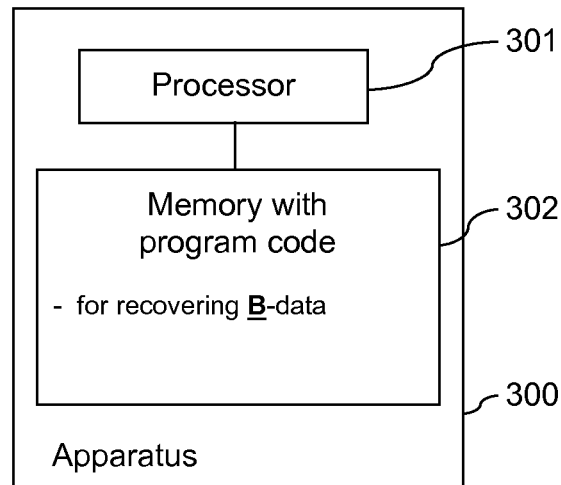 Processor
301
Memory with
program code
302
- for recovering B-data
300
Apparatus